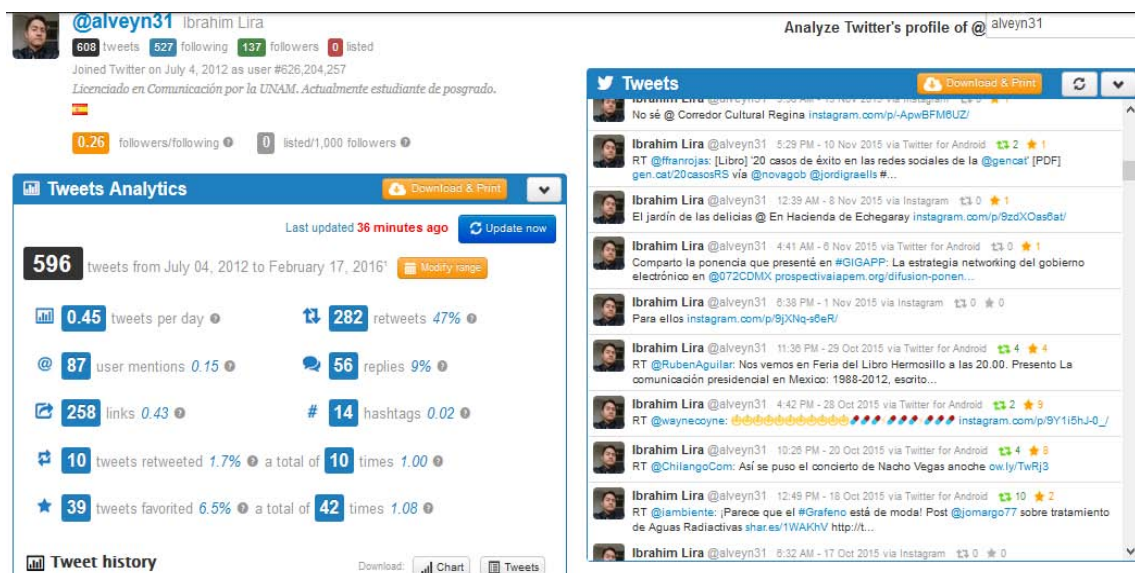 @alveyn31 Ibrahim Lira
608 tweets 527 following 137 followers 0 listed
Joined Twitter on July 4, 2012 as user #626,204,257
Licenciado en Comunicación por la UNAM. Actualmente estudiante de posgrado.
0.26 followers/following 0 listed/1,000 followers
Tweets Analytics Download & Print
Last updated 36 minutes ago Update now
596 tweets from July 04, 2012 to February 17, 2016¹ Modify range
0.45 tweets per day 282 retweets 47%
@ 87 user mentions 0.15 56 replies 9%
258 links 0.43 # 14 hashtags 0.02
10 tweets retweeted 1.7% a total of 10 times 1.00
39 tweets favorited 6.5% a total of 42 times 1.08
Tweet history Download: Chart Tweets
Analyze Twitter's profile of @ alveyn31
Tweets Download & Print
No sé @ Corredor Cultural Regina instagram.com/p/-ApwBFM6UZ/
Ibrahim Lira @alveyn31 5:29 PM - 10 Nov 2015 via Twitter for Android 2 1
RT @ffranrojas: [Libro] '20 casos de éxito en las redes sociales de la @gencat' [PDF]
gen.cat/20casosRS vía @novagob @jordigraells #...
Ibrahim Lira @alveyn31 12:39 AM - 8 Nov 2015 via Instagram 0 1
El jardín de las delicias @ En Hacienda de Echegaray instagram.com/p/9zdXOas6at/
Ibrahim Lira @alveyn31 4:41 AM - 6 Nov 2015 via Twitter for Android 0 1
Comparto la ponencia que presenté en #GIGAPP: La estrategia networking del gobierno
electrónico en @072CDMX prospectivaiapem.org/difusion-ponen...
Ibrahim Lira @alveyn31 6:38 PM - 1 Nov 2015 via Instagram 0 0
Para ellos instagram.com/p/9jXNq-s6eR/
Ibrahim Lira @alveyn31 11:36 PM - 29 Oct 2015 via Twitter for Android 4 4
RT @RubenAguilar: Nos vemos en Feria del Libro Hermosillo a las 20.00. Presento La
comunicación presidencial en Mexico: 1988-2012, escrito...
Ibrahim Lira @alveyn31 4:42 PM - 28 Oct 2015 via Twitter for Android 2 9
RT @waynecoyne: instagram.com/p/9Y1i5hJ-0_/
Ibrahim Lira @alveyn31 10:26 PM - 20 Oct 2015 via Twitter for Android 4 8
RT @ChilangoCom: Así se puso el concierto de Nacho Vegas anoche ow.ly/TwRj3
Ibrahim Lira @alveyn31 12:49 PM - 18 Oct 2015 via Twitter for Android 10 2
RT @iambiente: ¡Parece que el #Grafeno está de moda! Post @jomargo77 sobre tratamiento
de Aguas Radiactivas shar.es/1WAKhV http://t...
Ibrahim Lira @alveyn31 6:32 AM - 17 Oct 2015 via Instagram 0 0